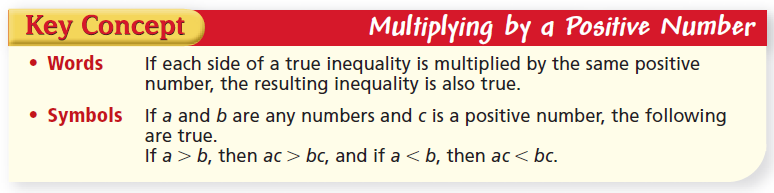 Key Concept
Multiplying by a Positive Number
• Words If each side of a true inequality is multiplied by the same positive
number, the resulting inequality is also true.
• Symbols If a and b are any numbers and c is a positive number, the following
are true.
If a > b, then ac > bc, and if a < b, then ac < bc.